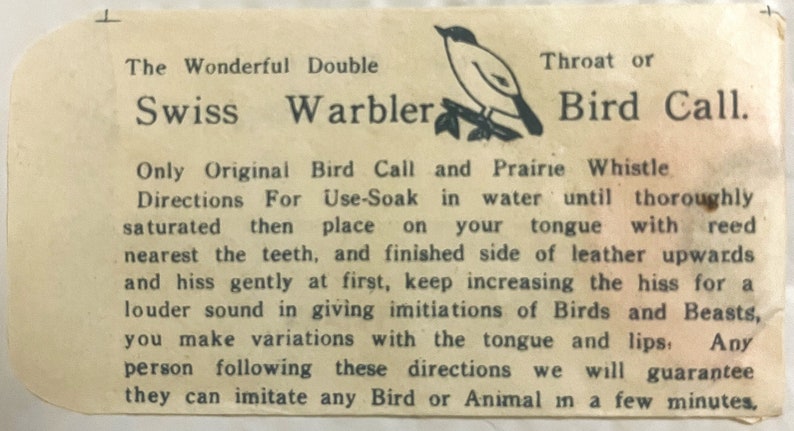 The Wonderful Double Throat or
Swiss Warbler Bird Call.
Only Original Bird Call and Prairie Whistle
Directions For Use-Soak in water until thoroughly
saturated then place on your tongue with reed
nearest the teeth, and finished side of leather upwards
and hiss gently at first, keep increasing the hiss for a
louder sound in giving imitiations of Birds and Beasts,
you make variations with the tongue and lips. Any
person following these directions we will guarantee
they can imitate any Bird or Animal in a few minutes.